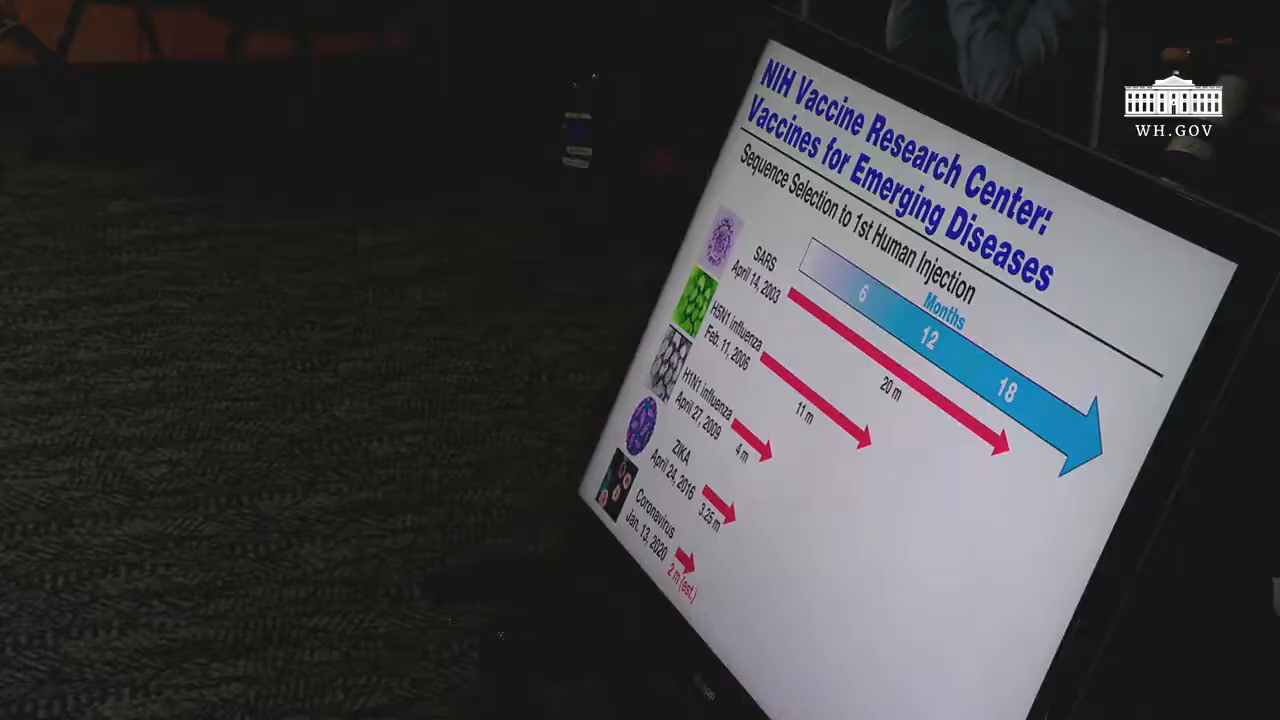 NIH Vaccine Research Center:
Vaccines for Emerging Diseases
Sequence Selection to 1st Human Injection
Months
6
12
18
SARS
April 14, 2003
20 m
H5N1 influenza
Feb. 11, 2006
11 m
H1N1 influenza
April 27, 2009
4 m
ZIKA
April 24, 2016
3.25 m
Coronavirus
Jan. 13, 2020
2 m (est.)
WH.GOV